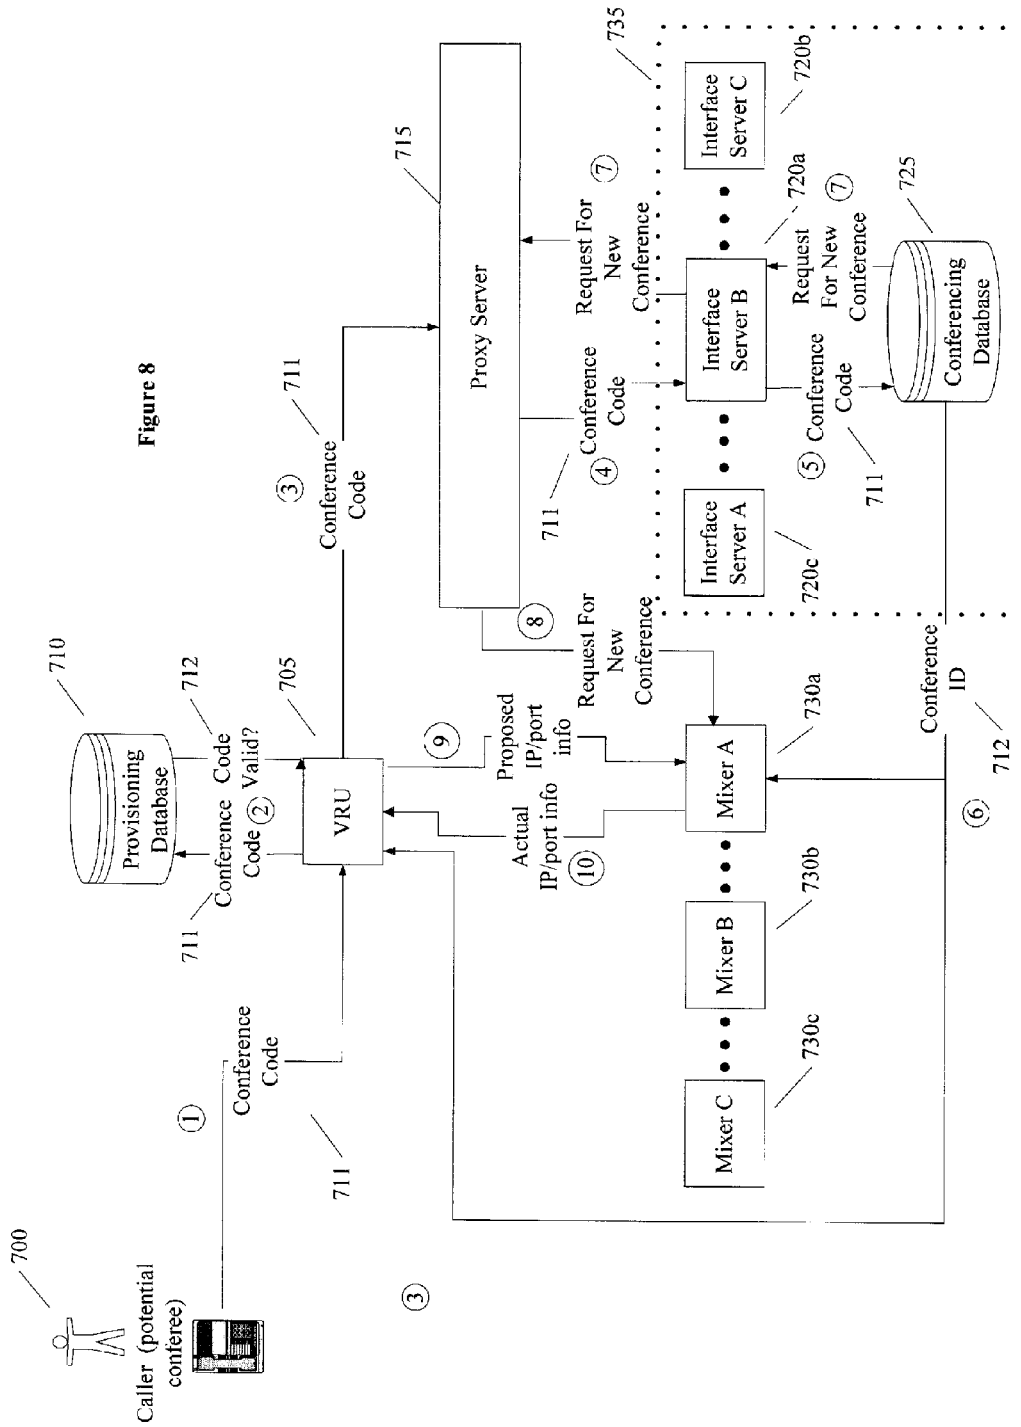 Figure 8
700
Caller (potential
conferee)
①
Conference
Code
711
710
Provisioning
Database
711
Conference
Code
②
Code
Valid?
712
705
VRU
③
Conference
Code
711
③
715
Proxy Server
⑨
Proposed
IP/port
info
Actual
IP/port info
⑩
⑧
Request For
New
Conference
711
④
Conference
Code
Request For
New
Conference
⑦
735
Mixer C
730c
Mixer B
730b
Mixer A
730a
Interface
Server A
720c
Interface
Server B
720a
Interface
Server C
720b
⑤
Conference
Code
711
Request
For New
Conference
⑦
725
Conferencing
Database
⑥
Conference
ID
712